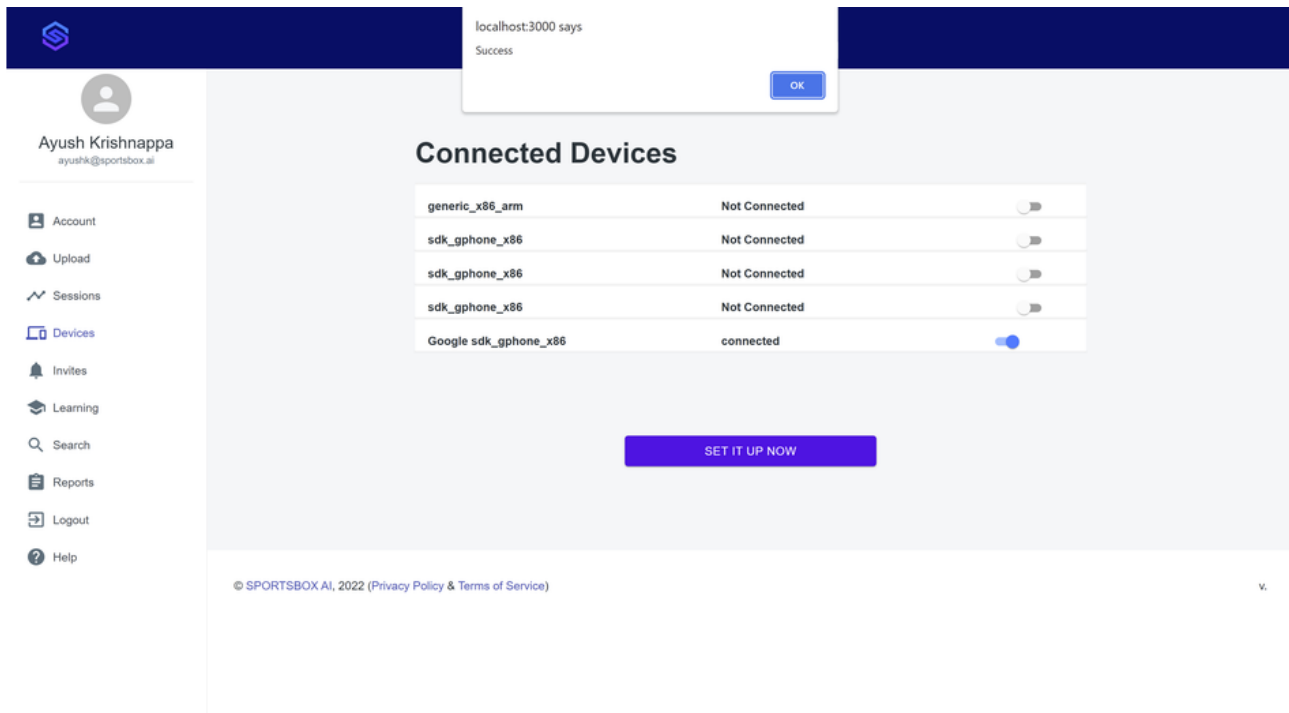 localhost:3000 says
Success
OK
Ayush Krishnappa
ayushk@sportsbox.ai
Account
Upload
Sessions
Devices
Invites
Learning
Search
Reports
Logout
Help
Connected Devices
generic_x86_arm Not Connected
sdk_gphone_x86 Not Connected
sdk_gphone_x86 Not Connected
sdk_gphone_x86 Not Connected
Google sdk_gphone_x86 connected
SET IT UP NOW
© SPORTSBOX AI, 2022 (Privacy Policy & Terms of Service) v.